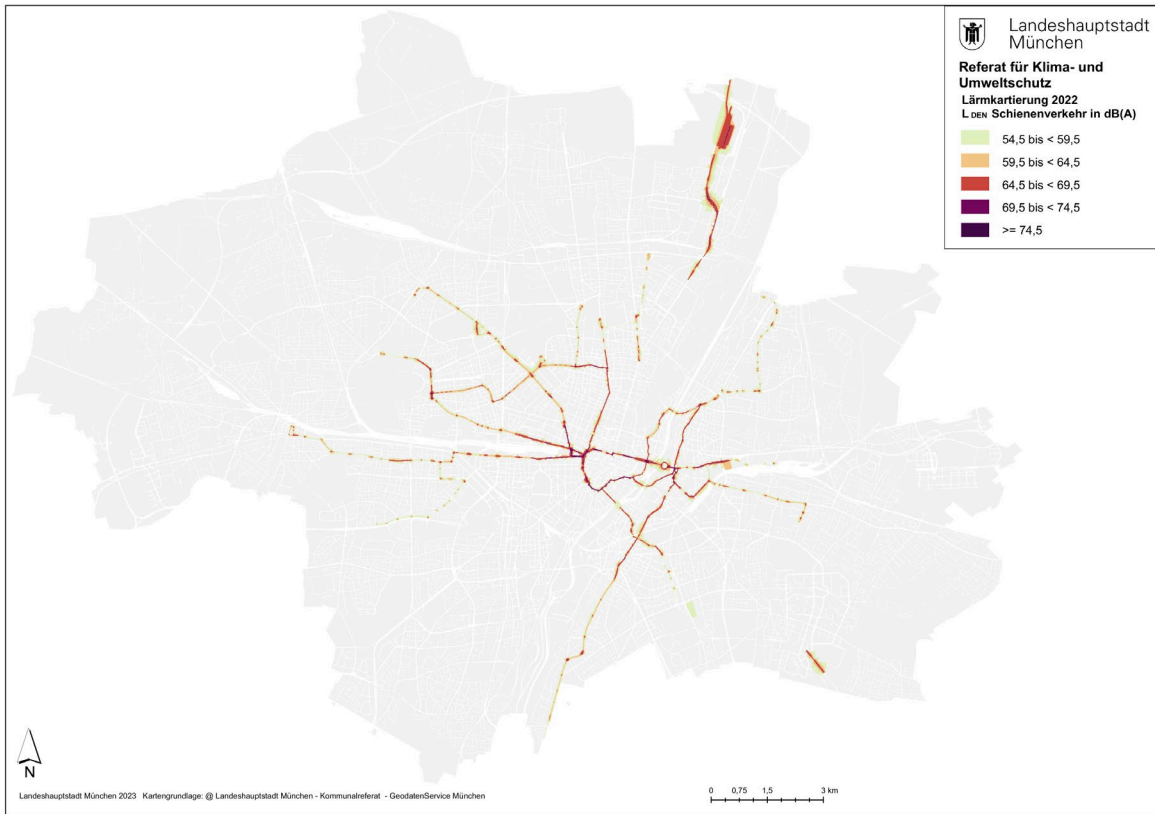 Landeshauptstadt
München
Referat für Klima- und
Umweltschutz
Lärmkartierung 2022
L DEN Schienenverkehr in dB(A)
54,5 bis < 59,5
59,5 bis < 64,5
64,5 bis < 69,5
69,5 bis < 74,5
>= 74,5
N
Landeshauptstadt München 2023 Kartengrundlage: @ Landeshauptstadt München - Kommunalreferat - GeodatenService München
0 0,75 1,5 3 km